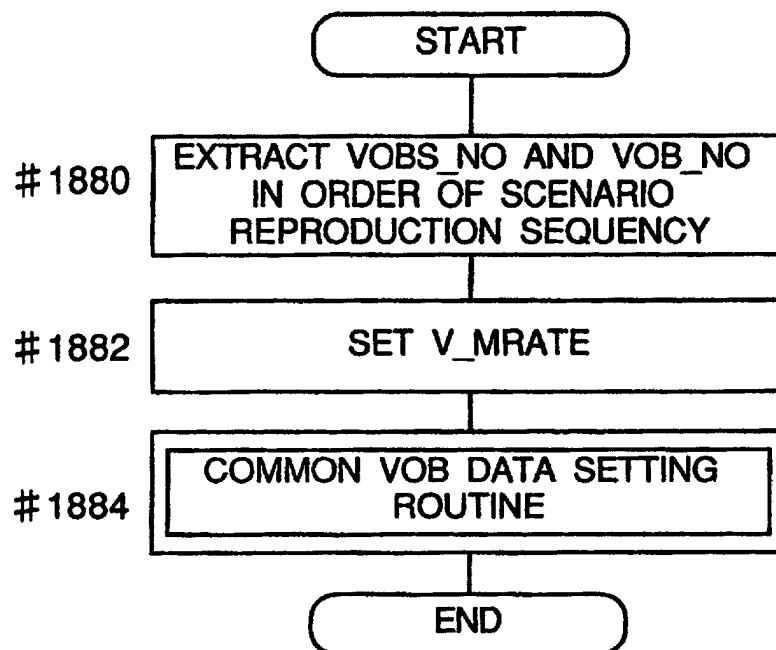 START
#1880
EXTRACT VOBS_NO AND VOB_NO
IN ORDER OF SCENARIO
REPRODUCTION SEQUENCY
#1882
SET V_MRATE
#1884
COMMON VOB DATA SETTING
ROUTINE
END